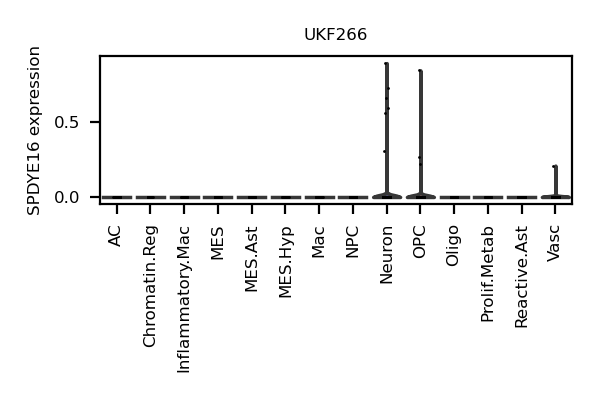 UKF266
SPDYE16 expression
0.5
0.0
AC
Chromatin.Reg
Inflammatory.Mac
MES
MES.Ast
MES.Hyp
Mac
NPC
Neuron
OPC
Oligo
Prolif.Metab
Reactive.Ast
Vasc